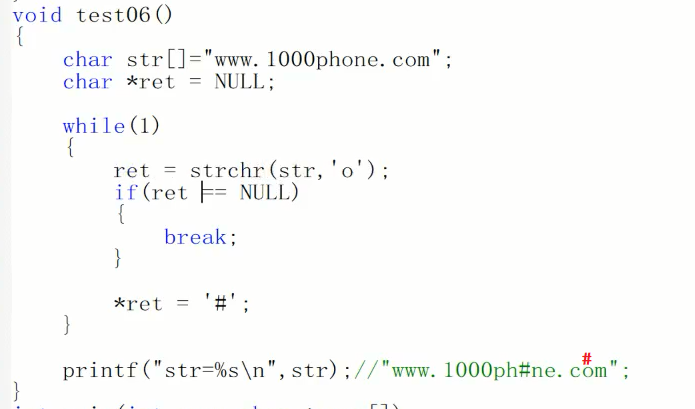 void test06()
{
char str[]="www.1000phone.com";
char *ret = NULL;
while(1)
{
ret = strchr(str,'o');
if(ret == NULL)
{
break;
}
*ret = '#';
}
#
printf("str=%s\n",str);//"www.1000ph#ne.com";
}